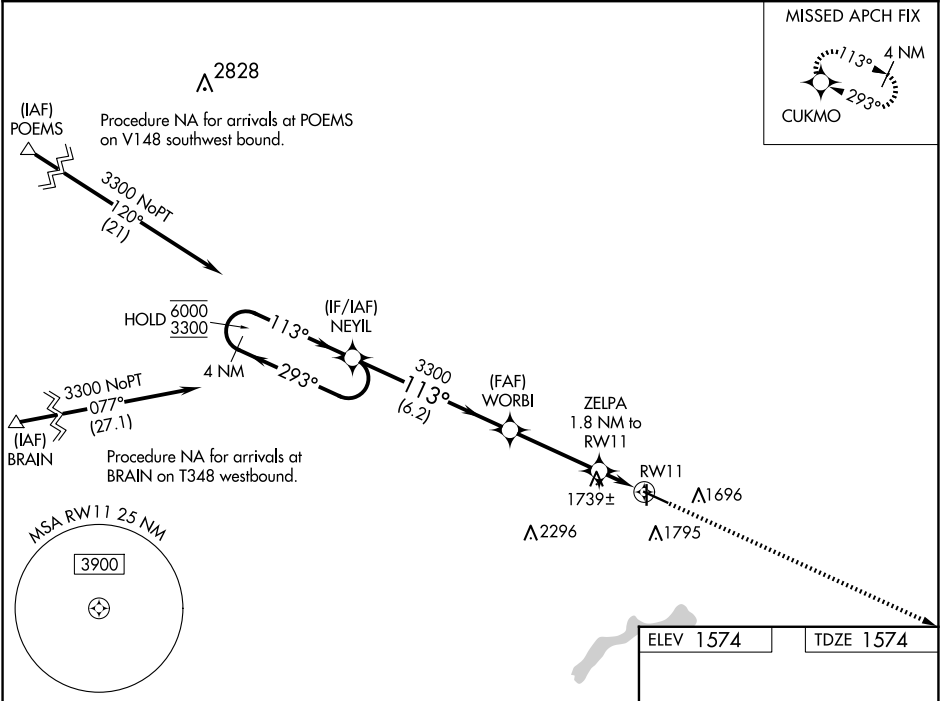 MISSED APCH FIX
113°
4 NM
293°
CUKMO
2828
(IAF)
POEMS
Procedure NA for arrivals at POEMS
on V148 southwest bound.
3300 NoPT
120°
(21)
HOLD
6000
3300
113°
4 NM
293°
(IF/IAF)
NEYIL
3300
113°
(6.2)
(FAF)
WORBI
ZELPA
1.8 NM to
RW11
RW11
1739±
1696
2296
1795
3300 NoPT
077°
(27.1)
(IAF)
BRAIN
Procedure NA for arrivals at
BRAIN on T348 westbound.
MSA RW11 25 NM
3900
ELEV 1574
TDZE 1574